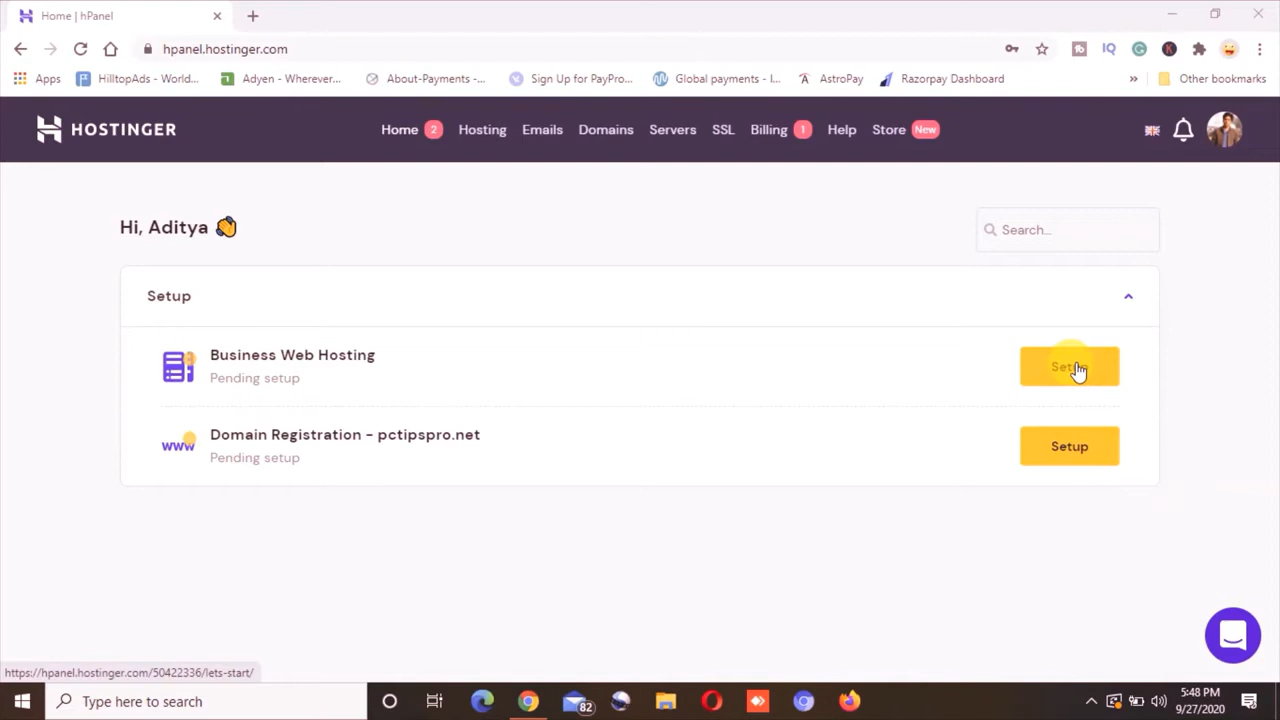 Home | hPanel
hpanel.hostinger.com
Apps HilltopAds - World... Adyen - Wherever... About-Payments -... Sign Up for PayPro... Global payments - I... AstroPay Razorpay Dashboard » Other bookmarks
HOSTINGER Home 2 Hosting Emails Domains Servers SSL Billing 1 Help Store New
Hi, Aditya
Search...
Setup
Business Web Hosting
Pending setup
Domain Registration - pctipspro.net
Pending setup
Setup
https://hpanel.hostinger.com/50422336/lets-start/
Type here to search
82
5:48 PM
9/27/2020